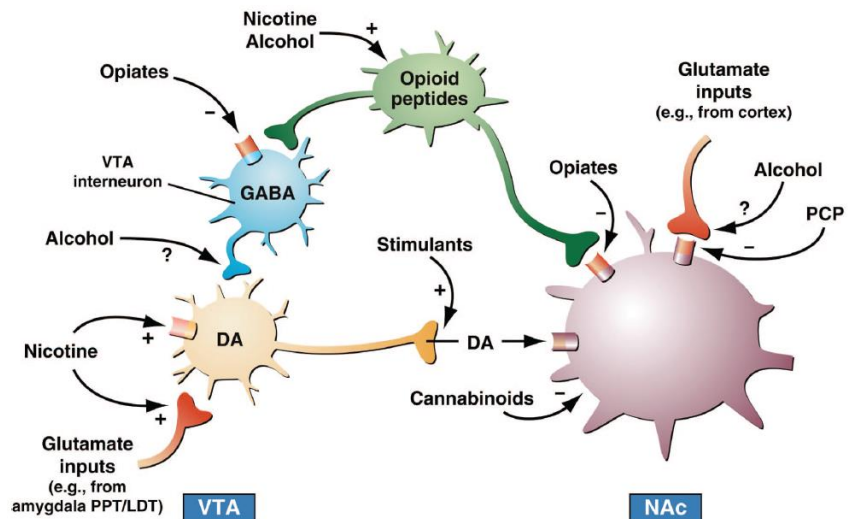 Nicotine
Alcohol
+
Opioid
peptides
Opiates
–
VTA
interneuron
GABA
Alcohol
?
Glutamate
inputs
(e.g., from cortex)
Opiates
–
Alcohol
?
PCP
–
Stimulants
+
Nicotine
+
+
DA
DA
Cannabinoids
–
Glutamate
inputs
(e.g., from
amygdala PPT/LDT)
VTA
NAc